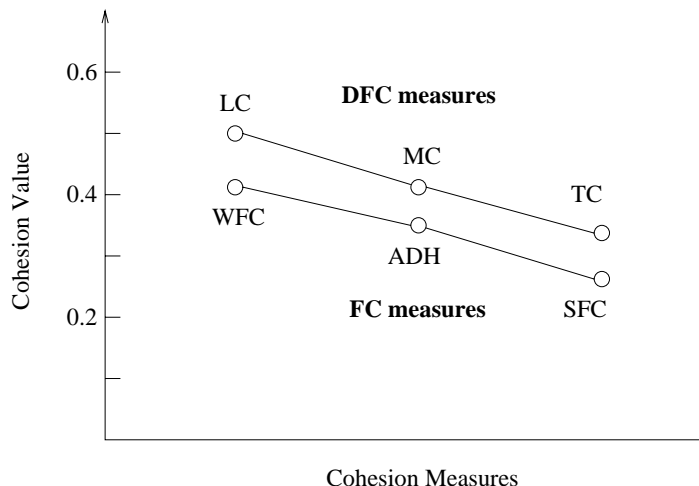 0.6
LC
DFC measures
MC
0.4
TC
WFC
ADH
Cohesion Value
FC measures
SFC
0.2
Cohesion Measures